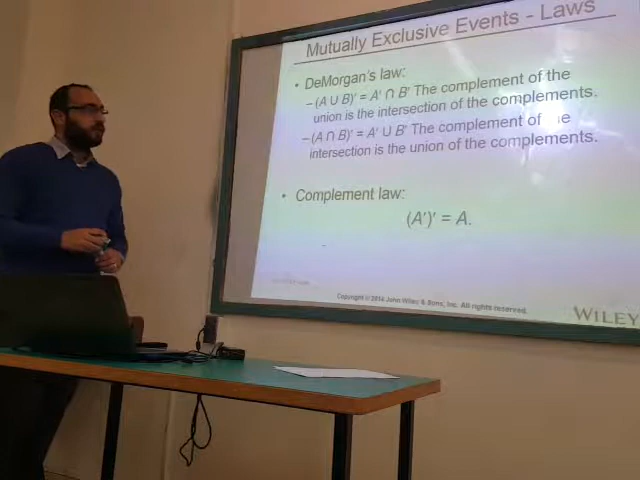 Mutually Exclusive Events - Laws
• DeMorgan's law:
– (A ∪ B)' = A' ∩ B' The complement of the
union is the intersection of the complements.
– (A ∩ B)' = A' ∪ B' The complement of
intersection is the union of the complements.
• Complement law:
(A')' = A.
Copyright © 2014 John Wiley & Sons, Inc. All rights reserved.
WILEY